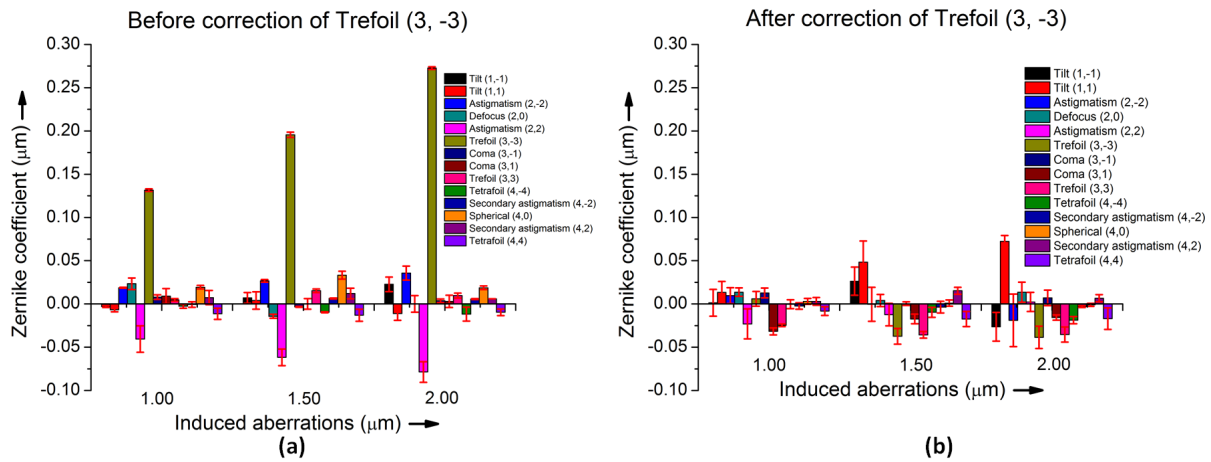 Before correction of Trefoil (3, -3)
0.30
0.25
0.20
0.15
0.10
0.05
0.00
-0.05
-0.10
Zernike coefficient (μm)
Tilt (1,-1)
Tilt (1,1)
Astigmatism (2,-2)
Defocus (2,0)
Astigmatism (2,2)
Trefoil (3,-3)
Coma (3,-1)
Coma (3,1)
Trefoil (3,3)
Tetrafoil (4,-4)
Secondary astigmatism (4,-2)
Spherical (4,0)
Secondary astigmatism (4,2)
Tetrafoil (4,4)
1.00 1.50 2.00
Induced aberrations (μm)
(a)
After correction of Trefoil (3, -3)
0.30
0.25
0.20
0.15
0.10
0.05
0.00
-0.05
-0.10
Zernike coefficient (μm)
Tilt (1,-1)
Tilt (1,1)
Astigmatism (2,-2)
Defocus (2,0)
Astigmatism (2,2)
Trefoil (3,-3)
Coma (3,-1)
Coma (3,1)
Trefoil (3,3)
Tetrafoil (4,-4)
Secondary astigmatism (4,-2)
Spherical (4,0)
Secondary astigmatism (4,2)
Tetrafoil (4,4)
1.00 1.50 2.00
Induced aberrations (μm)
(b)